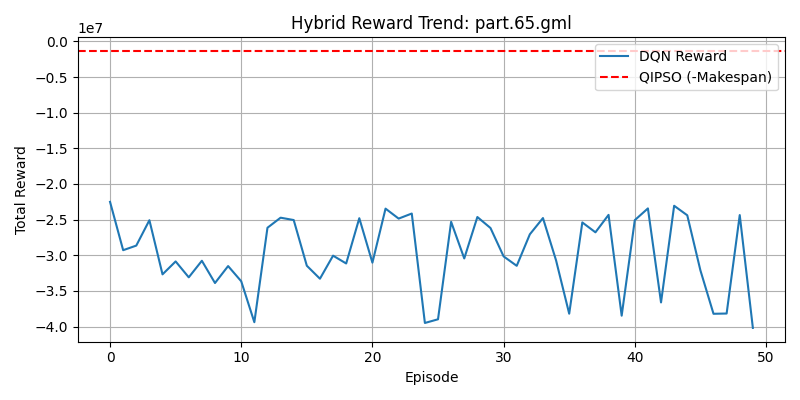 Hybrid Reward Trend: part.65.gml
1e7
0.0
−0.5
−1.0
−1.5
−2.0
−2.5
−3.0
−3.5
−4.0
Total Reward
DQN Reward
QIPSO (-Makespan)
0 10 20 30 40 50
Episode